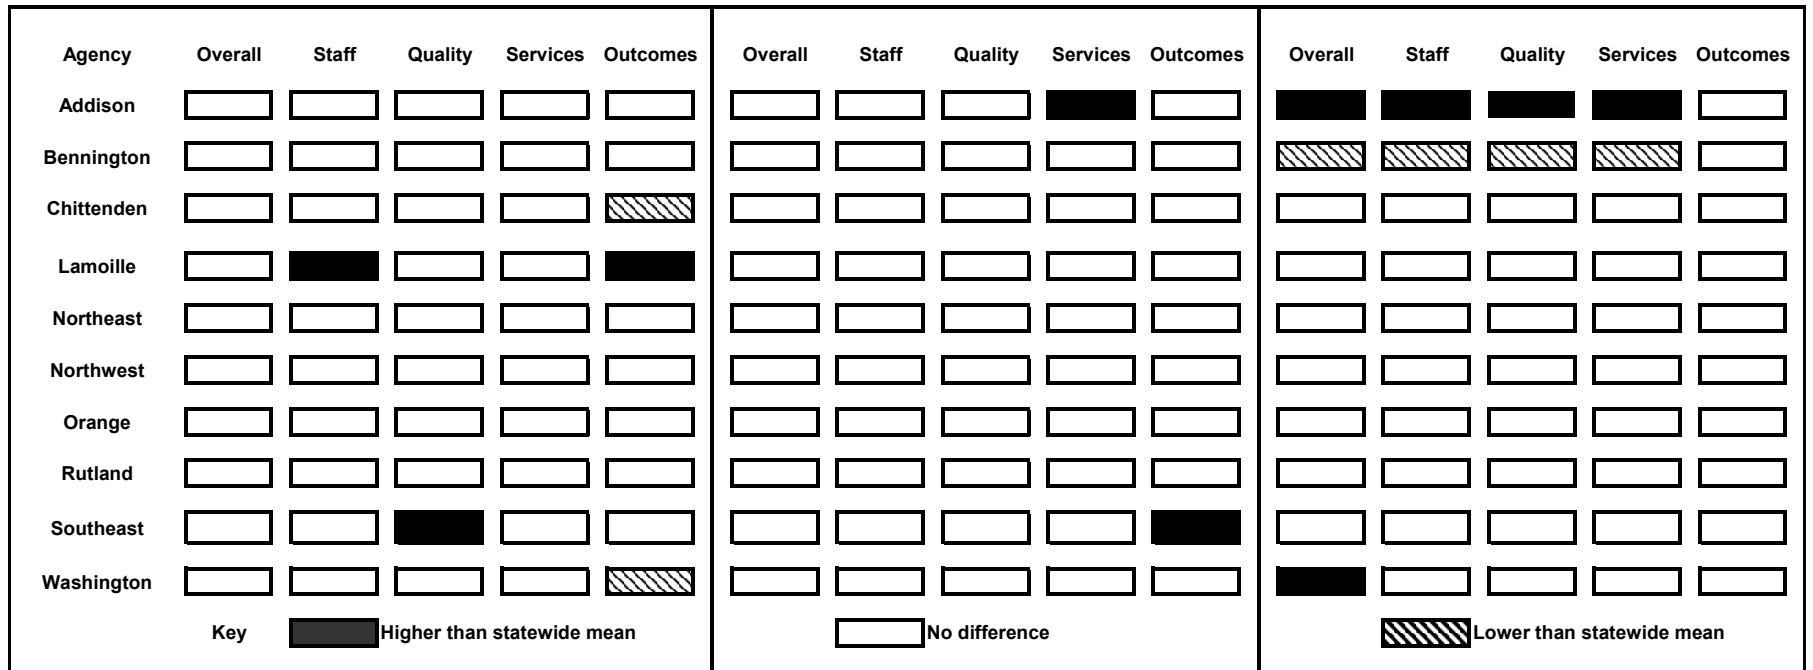 Agency Overall Staff Quality Services Outcomes Overall Staff Quality Services Outcomes Overall Staff Quality Services Outcomes
Addison
Bennington
Chittenden
Lamoille
Northeast
Northwest
Orange
Rutland
Southeast
Washington
Key Higher than statewide mean No difference Lower than statewide mean